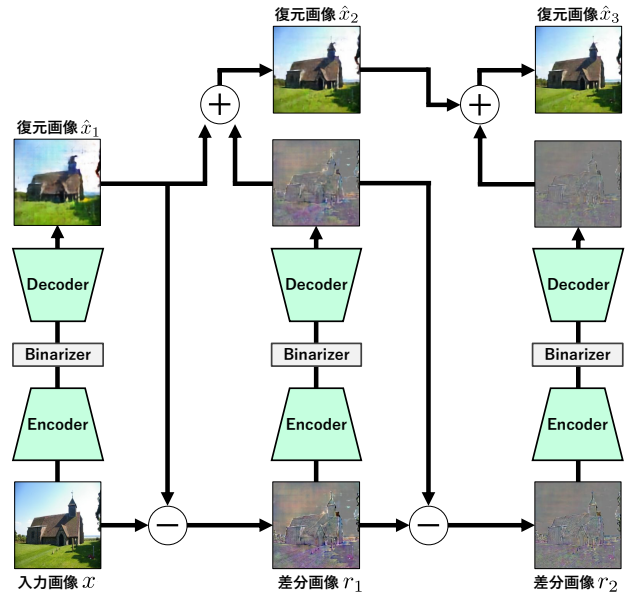 復元画像 x̂₂
復元画像 x̂₃
+
+
復元画像 x̂₁
Decoder
Decoder
Decoder
Binarizer
Binarizer
Binarizer
Encoder
Encoder
Encoder
−
−
入力画像 x
差分画像 r₁
差分画像 r₂